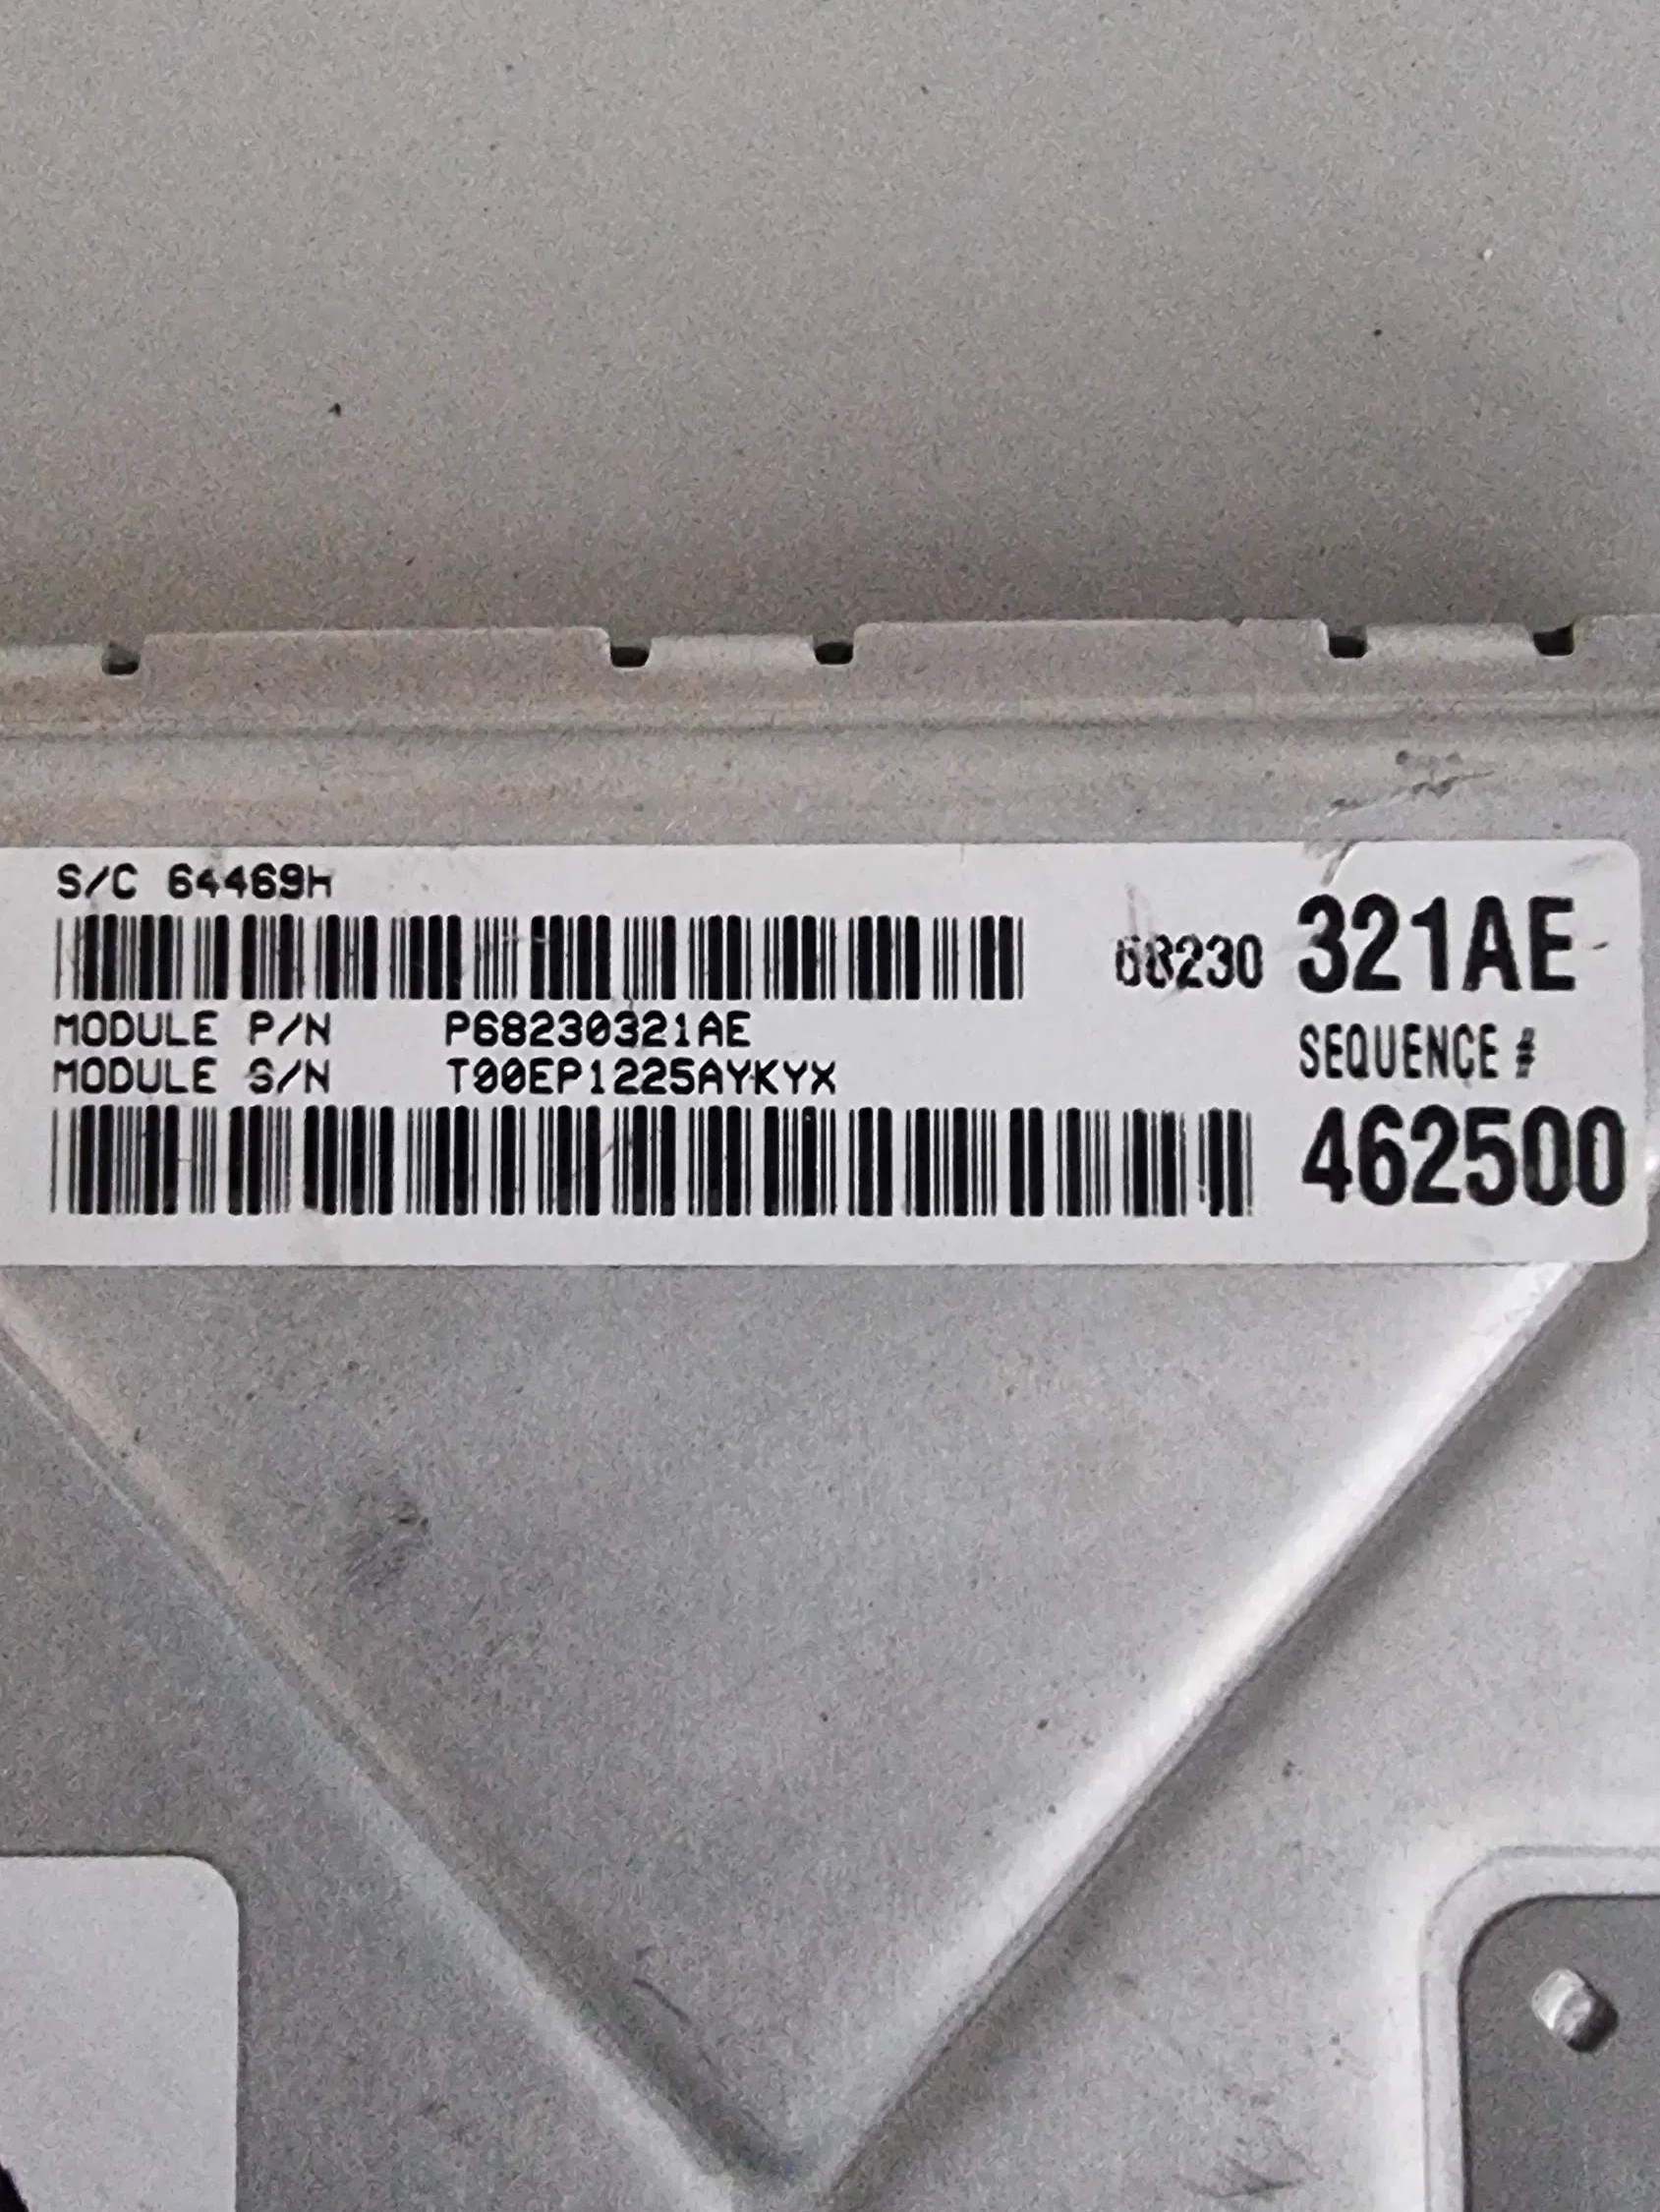 S/C 64469H
68230 321AE
MODULE P/N P68230321AE
MODULE S/N T00EP1225AYKYX
SEQUENCE #
462500